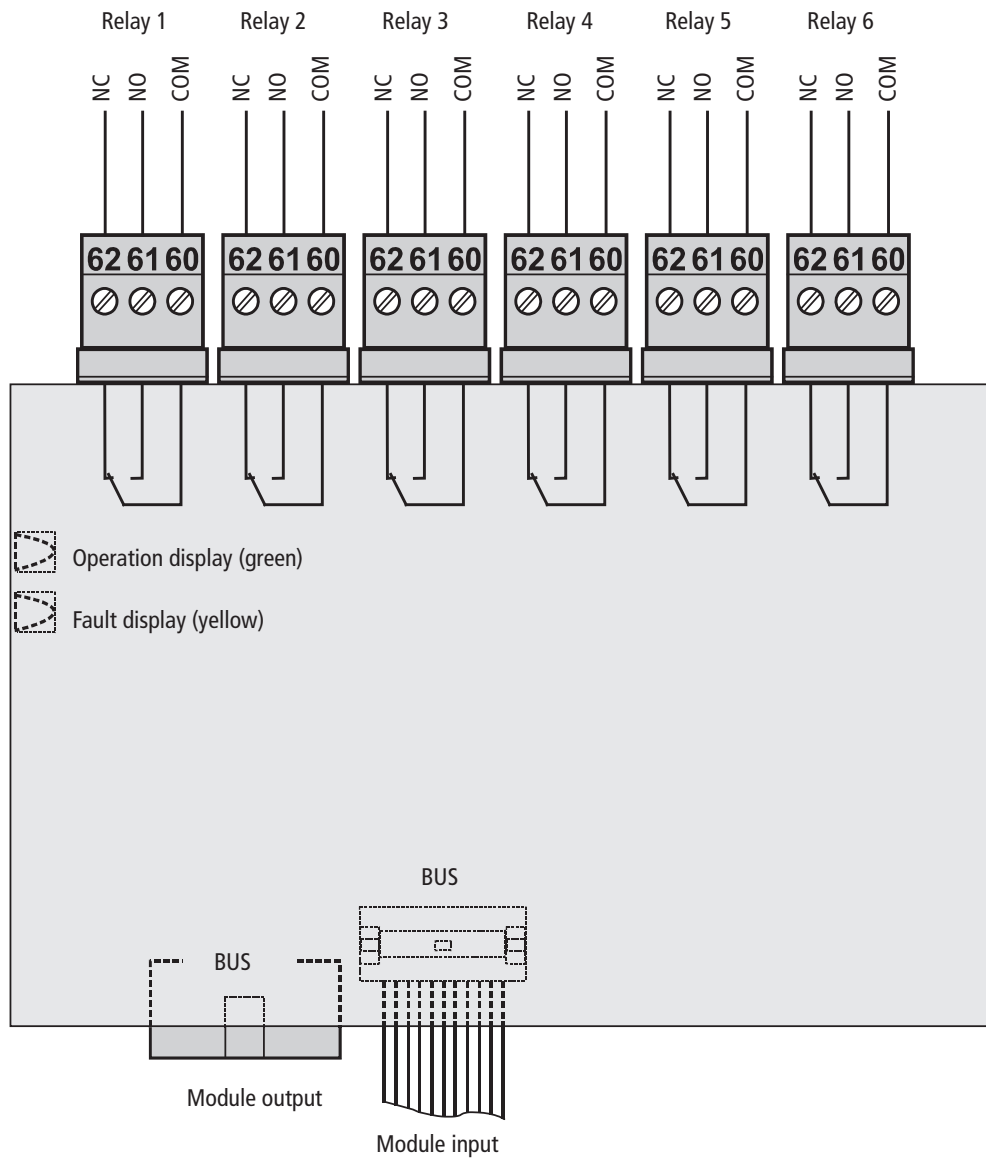 Relay 1 Relay 2 Relay 3 Relay 4 Relay 5 Relay 6
NC NO COM NC NO COM NC NO COM NC NO COM NC NO COM NC NO COM
62 61 60 62 61 60 62 61 60 62 61 60 62 61 60 62 61 60
Operation display (green)
Fault display (yellow)
BUS
BUS
Module output
Module input